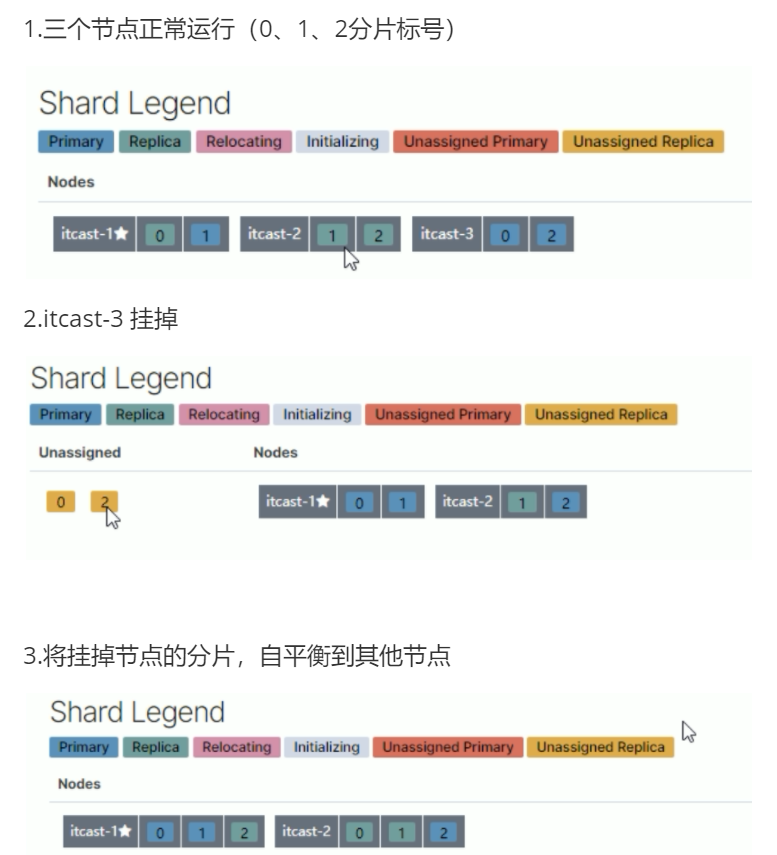 1.三个节点正常运行（0、1、2分片标号）
Shard Legend
Primary Replica Relocating Initializing Unassigned Primary Unassigned Replica
Nodes
itcast-1★ 0 1 itcast-2 1 2 itcast-3 0 2
2.itcast-3 挂掉
Shard Legend
Primary Replica Relocating Initializing Unassigned Primary Unassigned Replica
Unassigned Nodes
0 2 itcast-1★ 0 1 itcast-2 1 2
3.将挂掉节点的分片，自平衡到其他节点
Shard Legend
Primary Replica Relocating Initializing Unassigned Primary Unassigned Replica
Nodes
itcast-1★ 0 1 2 itcast-2 0 1 2